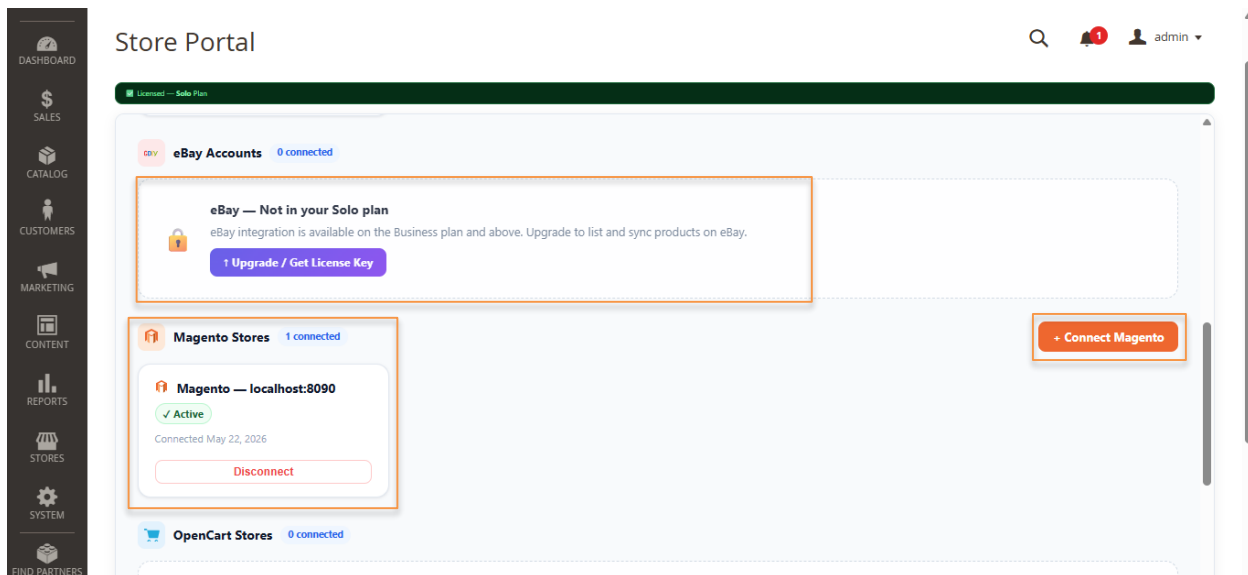 Store Portal
1
admin
DASHBOARD
SALES
CATALOG
CUSTOMERS
MARKETING
CONTENT
REPORTS
STORES
SYSTEM
FIND PARTNERS
Licensed — Solo Plan
eBay Accounts 0 connected
eBay — Not in your Solo plan
eBay integration is available on the Business plan and above. Upgrade to list and sync products on eBay.
↑ Upgrade / Get License Key
Magento Stores 1 connected
+ Connect Magento
Magento — localhost:8090
✓ Active
Connected May 22, 2026
Disconnect
OpenCart Stores 0 connected